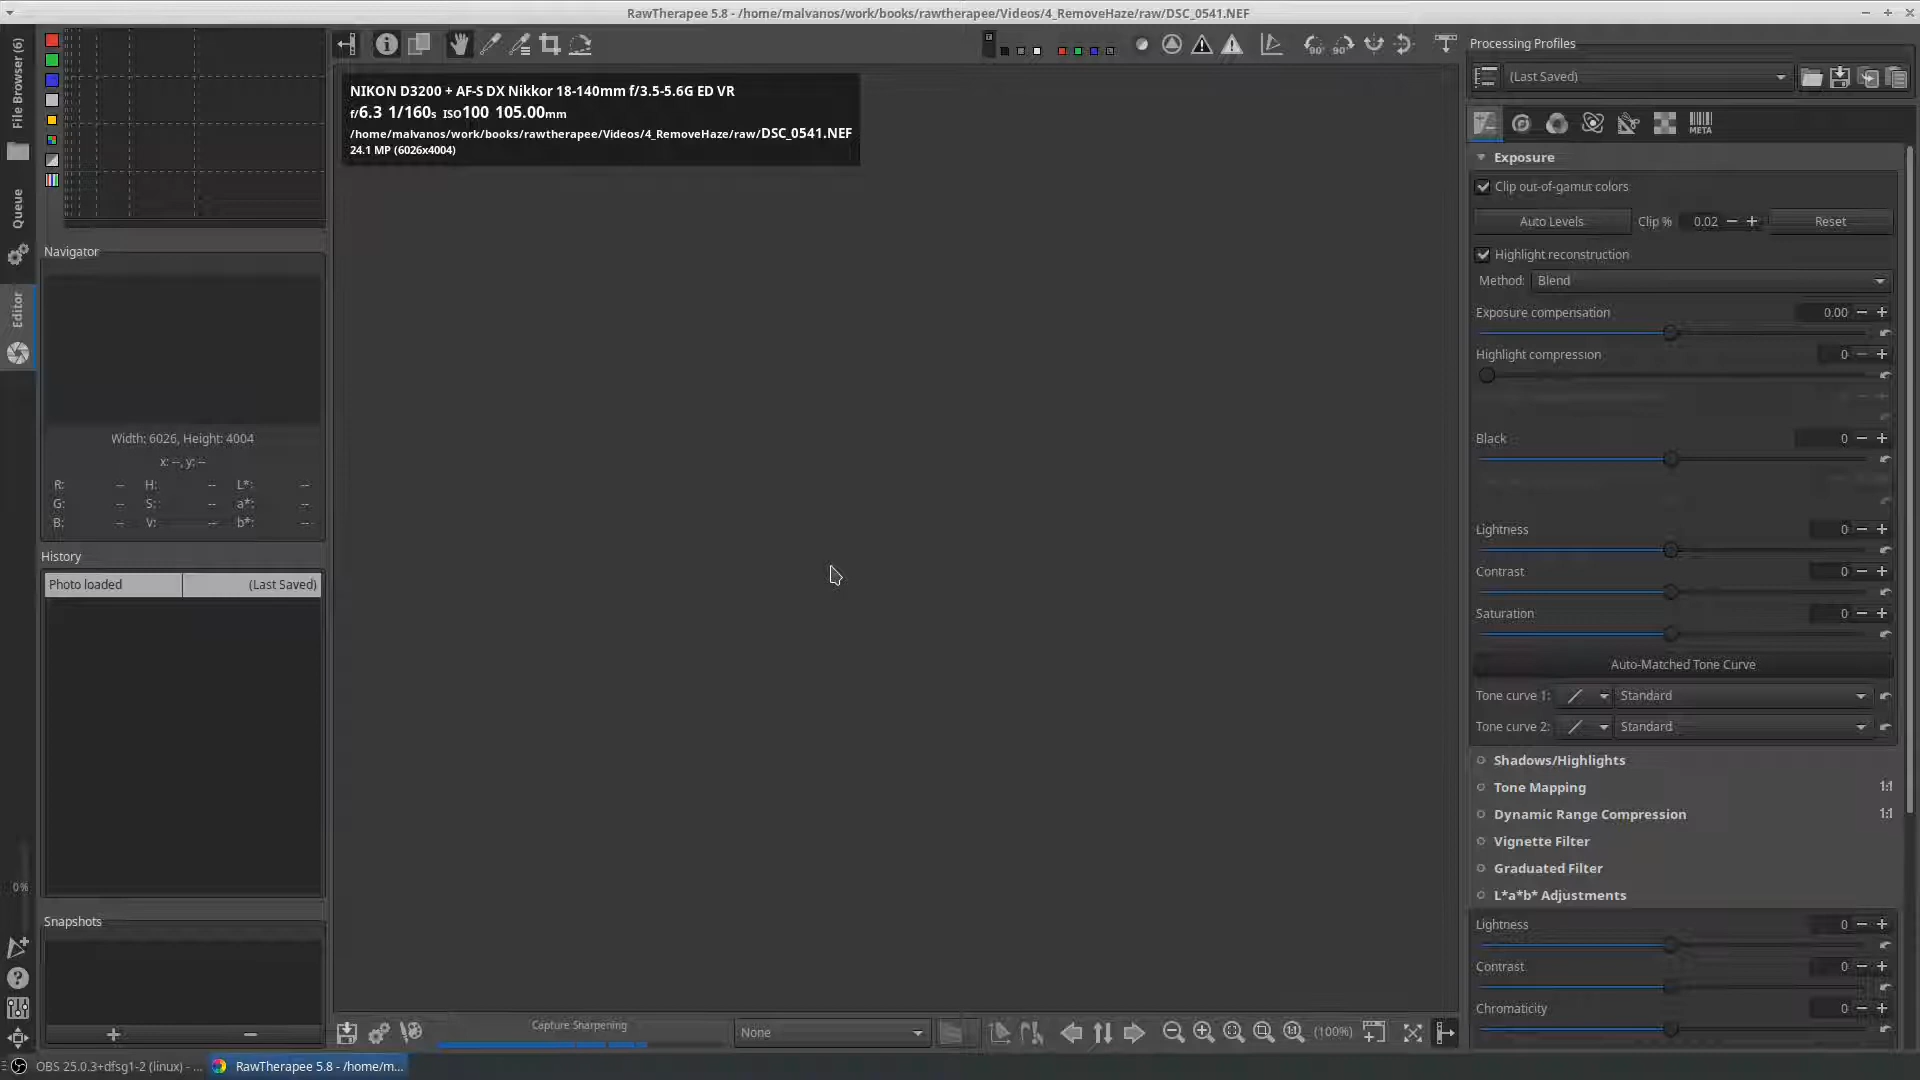 RawTherapee 5.8 - /home/malvanos/work/books/rawtherapee/Videos/4_RemoveHaze/raw/DSC_0541.NEF
File Browser (6)
Queue
Editor
0%
Navigator
Width: 6026, Height: 4004
x: --, y: --
R: -- H: -- L*: --
G: -- S: -- a*: --
B: -- V: -- b*: --
History
Photo loaded (Last Saved)
Snapshots
NIKON D3200 + AF-S DX Nikkor 18-140mm f/3.5-5.6G ED VR
f/6.3 1/160s ISO100 105.00mm
/home/malvanos/work/books/rawtherapee/Videos/4_RemoveHaze/raw/DSC_0541.NEF
24.1 MP (6026x4004)
90° 90°
Capture Sharpening
None
1:1
(100%)
Processing Profiles
(Last Saved)
META
Exposure
Clip out-of-gamut colors
Auto Levels Clip % 0.02 Reset
Highlight reconstruction
Method: Blend
Exposure compensation 0.00
Highlight compression 0
Black 0
Lightness 0
Contrast 0
Saturation 0
Auto-Matched Tone Curve
Tone curve 1: Standard
Tone curve 2: Standard
Shadows/Highlights
Tone Mapping 1:1
Dynamic Range Compression 1:1
Vignette Filter
Graduated Filter
L*a*b* Adjustments
Lightness 0
Contrast 0
Chromaticity 0
OBS 25.0.3+dfsg1-2 (linux) - ...
RawTherapee 5.8 - /home/m...